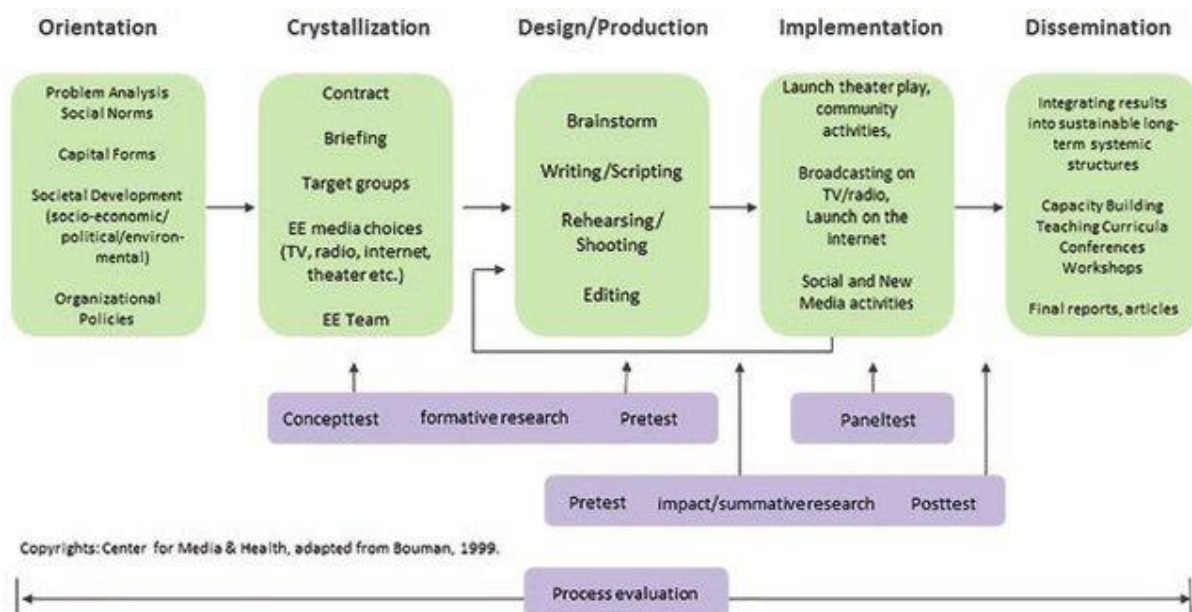 Orientation
Crystallization
Design/Production
Implementation
Dissemination
Problem Analysis
Social Norms
Capital Forms
Societal Development
(socio-economic/
political/environ-
mental)
Organizational
Policies
Contract
Briefing
Target groups
EE media choices
(TV, radio, internet,
theater etc.)
EE Team
Brainstorm
Writing/Scripting
Rehearsing/
Shooting
Editing
Launch theater play,
community
activities,
Broadcasting on
TV/radio,
Launch on the
internet
Social and New
Media activities
Integrating results
into sustainable long-
term systemic
structures
Capacity Building
Teaching Curricula
Conferences
Workshops
Final reports, articles
Concepttest formative research Pretest
Paneltest
Pretest impact/summative research Posttest
Copyrights: Center for Media & Health, adapted from Bouman, 1999.
Process evaluation